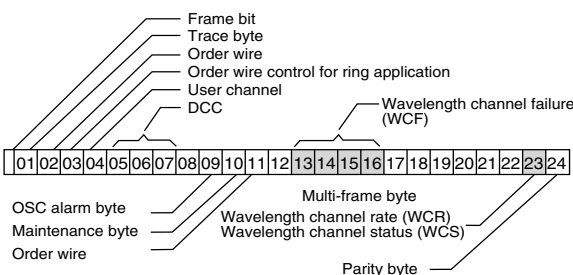 Frame bit
Trace byte
Order wire
Order wire control for ring application
User channel
DCC
Wavelength channel failure
(WCF)
01 02 03 04 05 06 07 08 09 10 11 12 13 14 15 16 17 18 19 20 21 22 23 24
Multi-frame byte
OSC alarm byte
Wavelength channel rate (WCR)
Maintenance byte
Wavelength channel status (WCS)
Order wire
Parity byte